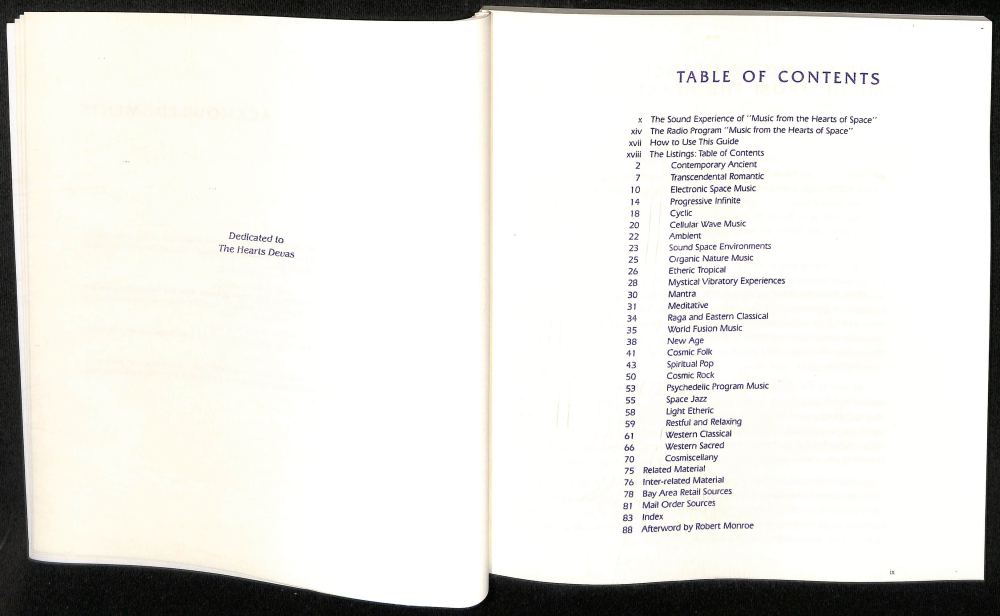 Dedicated to
The Hearts Devas
TABLE OF CONTENTS
x The Sound Experience of "Music from the Hearts of Space"
xiv The Radio Program "Music from the Hearts of Space"
xvii How to Use This Guide
xviii The Listings: Table of Contents
2 Contemporary Ancient
7 Transcendental Romantic
10 Electronic Space Music
14 Progressive Infinite
18 Cyclic
20 Cellular Wave Music
22 Ambient
23 Sound Space Environments
25 Organic Nature Music
26 Etheric Tropical
28 Mystical Vibratory Experiences
30 Mantra
31 Meditative
34 Raga and Eastern Classical
35 World Fusion Music
38 New Age
41 Cosmic Folk
43 Spiritual Pop
50 Cosmic Rock
53 Psychedelic Program Music
55 Space Jazz
58 Light Etheric
59 Restful and Relaxing
61 Western Classical
66 Western Sacred
70 Cosmiscellany
75 Related Material
76 Inter-related Material
78 Bay Area Retail Sources
81 Mail Order Sources
83 Index
88 Afterword by Robert Monroe
ix